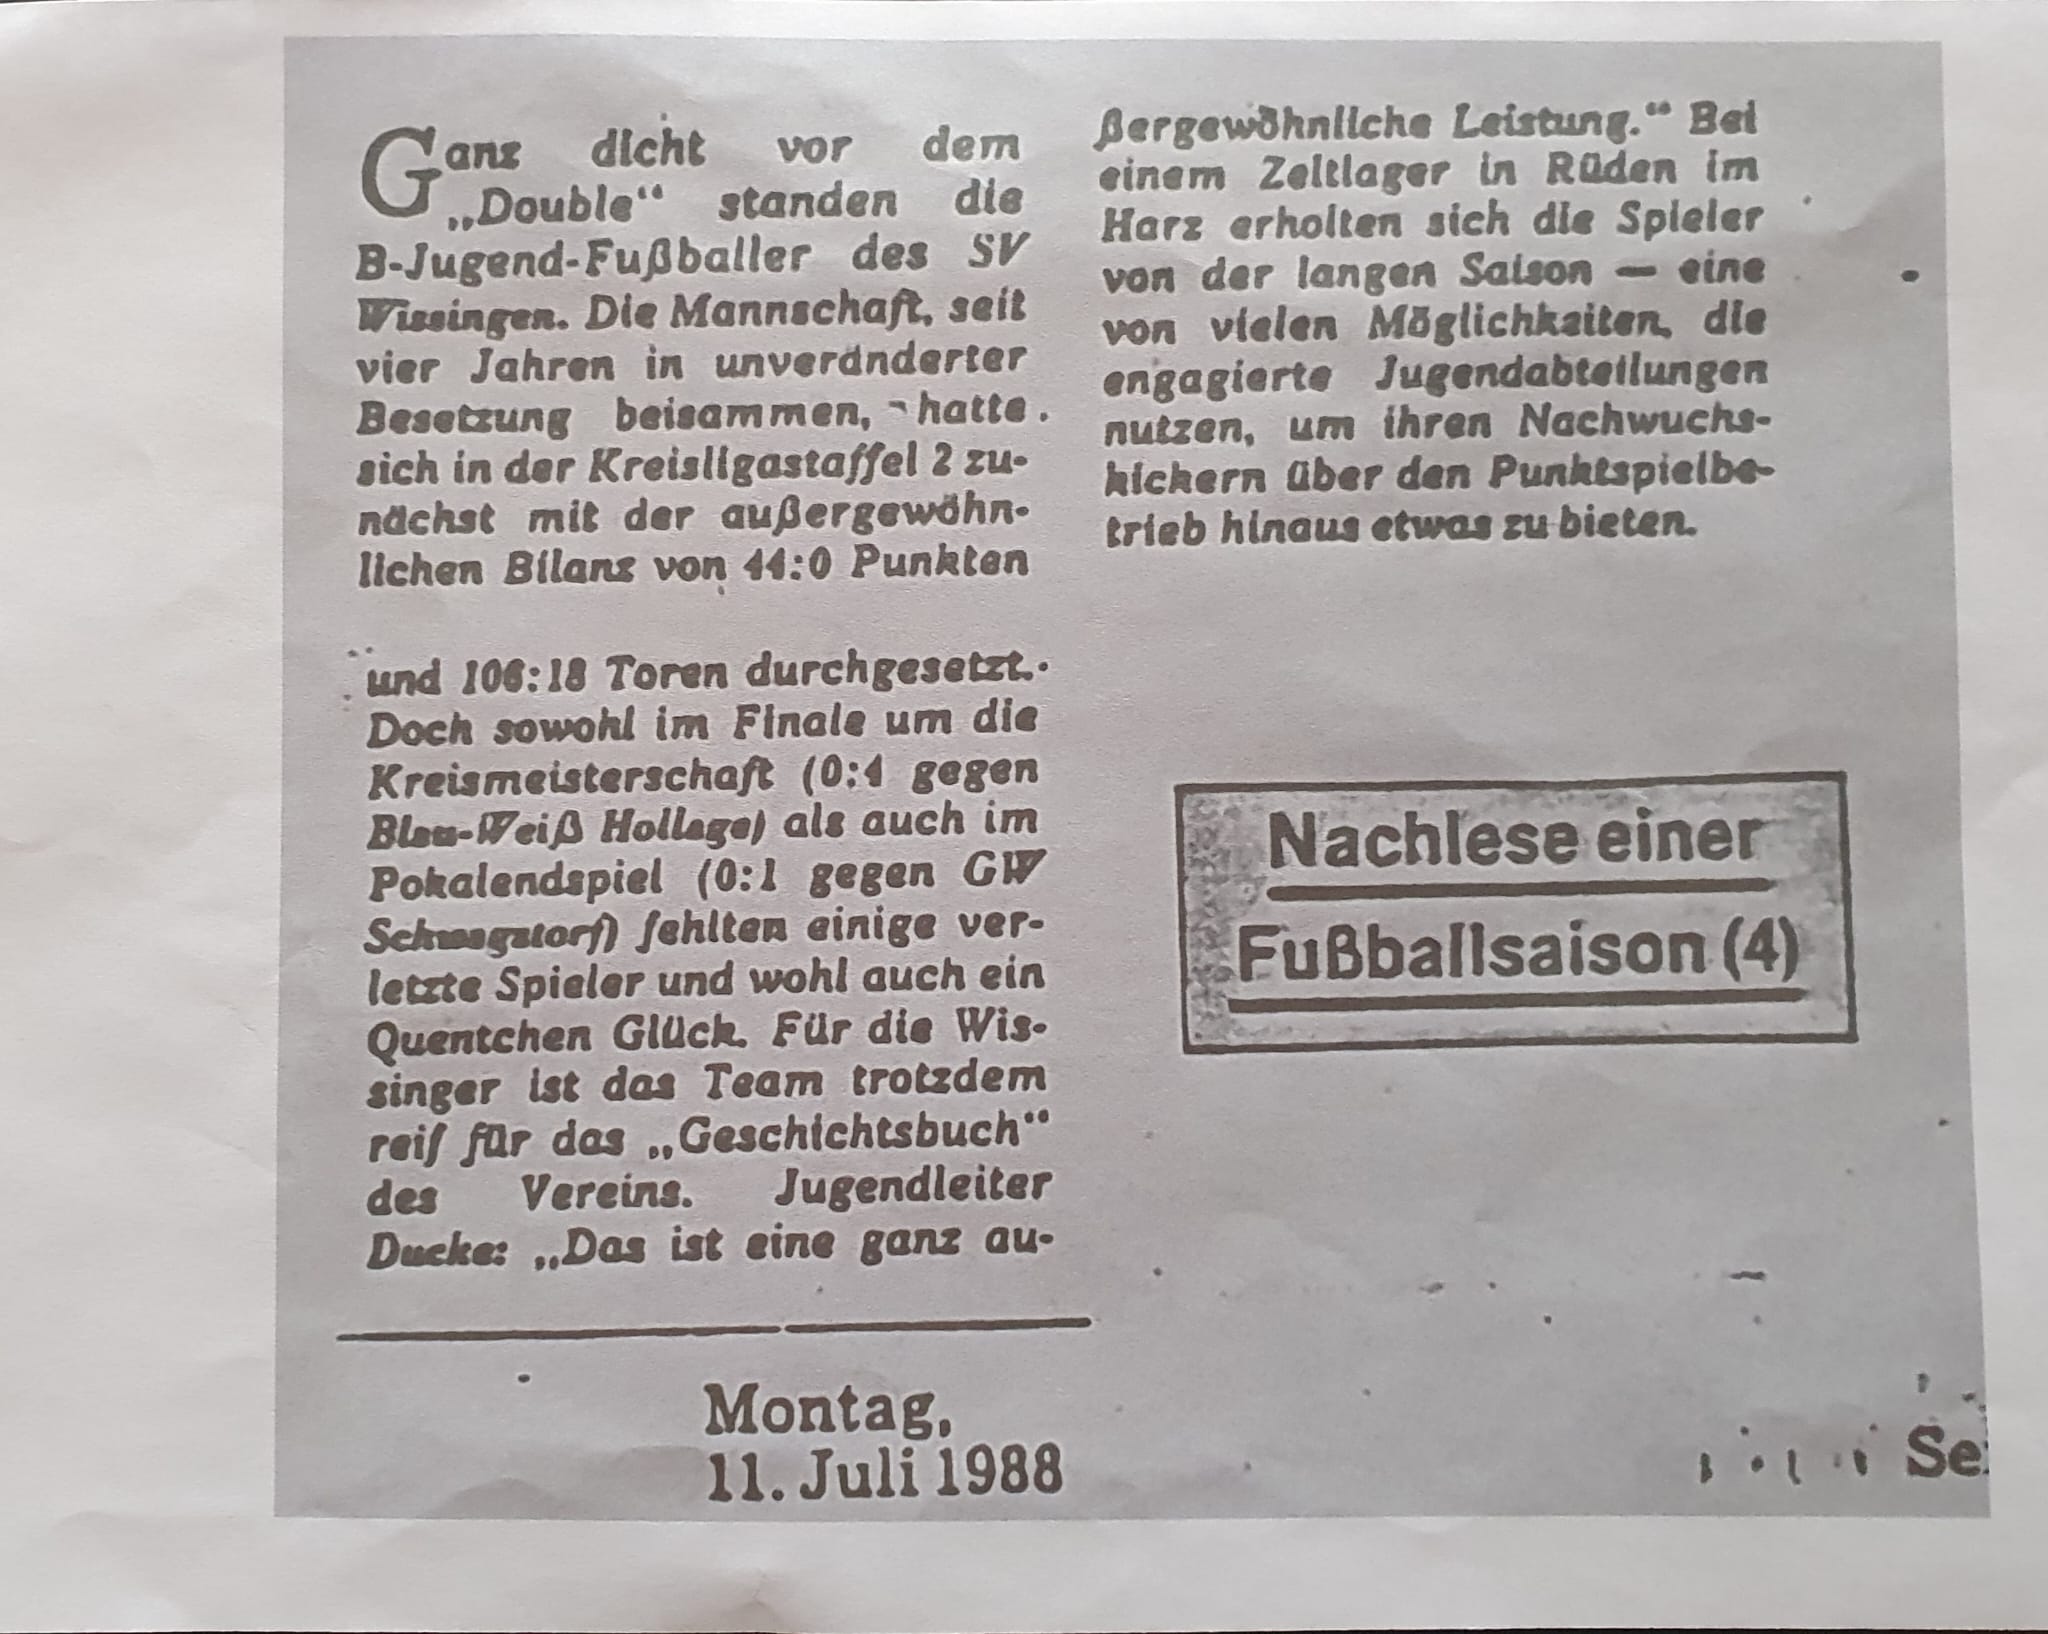 Ganz dicht vor dem
„Double“ standen die
B-Jugend-Fußballer des SV
Wissingen. Die Mannschaft, seit
vier Jahren in unveränderter
Besetzung beisammen, hatte
sich in der Kreisligastaffel 2 zu-
nächst mit der außergewöhn-
lichen Bilanz von 44:0 Punkten
und 106:18 Toren durchgesetzt.
Doch sowohl im Finale um die
Kreismeisterschaft (0:4 gegen
Blau-Weiß Hollage) als auch im
Pokalendspiel (0:1 gegen GW
Schwagstorf) fehlten einige ver-
letzte Spieler und wohl auch ein
Quentchen Glück. Für die Wis-
singer ist das Team trotzdem
reif für das „Geschichtsbuch“
des Vereins. Jugendleiter
Ducke: „Das ist eine ganz au-
ßergewöhnliche Leistung.“ Bei
einem Zeltlager in Rüden im
Harz erholten sich die Spieler
von der langen Saison — eine
von vielen Möglichkeiten, die
engagierte Jugendabteilungen
nutzen, um ihren Nachwuchs-
kickern über den Punktspielbe-
trieb hinaus etwas zu bieten.
Nachlese einer
Fußballsaison (4)
Montag,
11. Juli 1988